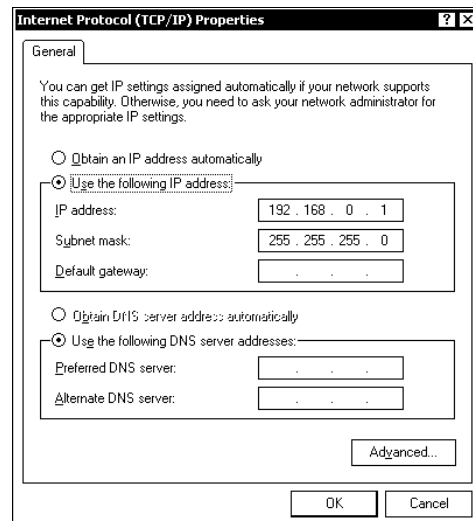 Internet Protocol (TCP/IP) Properties
General
You can get IP settings assigned automatically if your network supports
this capability. Otherwise, you need to ask your network administrator for
the appropriate IP settings.
Obtain an IP address automatically
Use the following IP address:
IP address: 192 . 168 . 0 . 1
Subnet mask: 255 . 255 . 255 . 0
Default gateway: . . .
Obtain DNS server address automatically
Use the following DNS server addresses:
Preferred DNS server: . . .
Alternate DNS server: . . .
Advanced...
OK Cancel